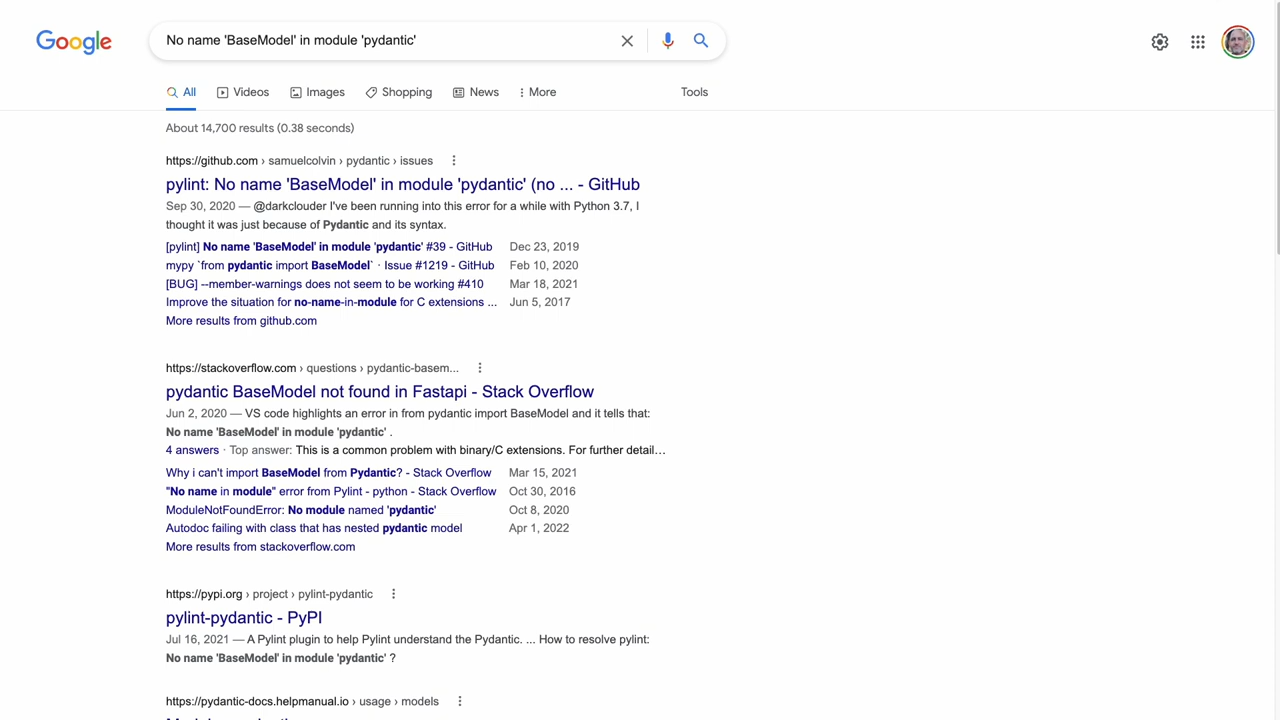 Google
No name 'BaseModel' in module 'pydantic'
All Videos Images Shopping News More Tools
About 14,700 results (0.38 seconds)
https://github.com › samuelcolvin › pydantic › issues
pylint: No name 'BaseModel' in module 'pydantic' (no ... - GitHub
Sep 30, 2020 — @darkclouder I've been running into this error for a while with Python 3.7, I
thought it was just because of Pydantic and its syntax.
[pylint] No name 'BaseModel' in module 'pydantic' #39 - GitHub Dec 23, 2019
mypy `from pydantic import BaseModel` · Issue #1219 - GitHub Feb 10, 2020
[BUG] --member-warnings does not seem to be working #410 Mar 18, 2021
Improve the situation for no-name-in-module for C extensions ... Jun 5, 2017
More results from github.com
https://stackoverflow.com › questions › pydantic-basem...
pydantic BaseModel not found in Fastapi - Stack Overflow
Jun 2, 2020 — VS code highlights an error in from pydantic import BaseModel and it tells that:
No name 'BaseModel' in module 'pydantic' .
4 answers · Top answer: This is a common problem with binary/C extensions. For further detail…
Why i can't import BaseModel from Pydantic? - Stack Overflow Mar 15, 2021
"No name in module" error from Pylint - python - Stack Overflow Oct 30, 2016
ModuleNotFoundError: No module named 'pydantic' Oct 8, 2020
Autodoc failing with class that has nested pydantic model Apr 1, 2022
More results from stackoverflow.com
https://pypi.org › project › pylint-pydantic
pylint-pydantic - PyPI
Jul 16, 2021 — A Pylint plugin to help Pylint understand the Pydantic. ... How to resolve pylint:
No name 'BaseModel' in module 'pydantic' ?
https://pydantic-docs.helpmanual.io › usage › models